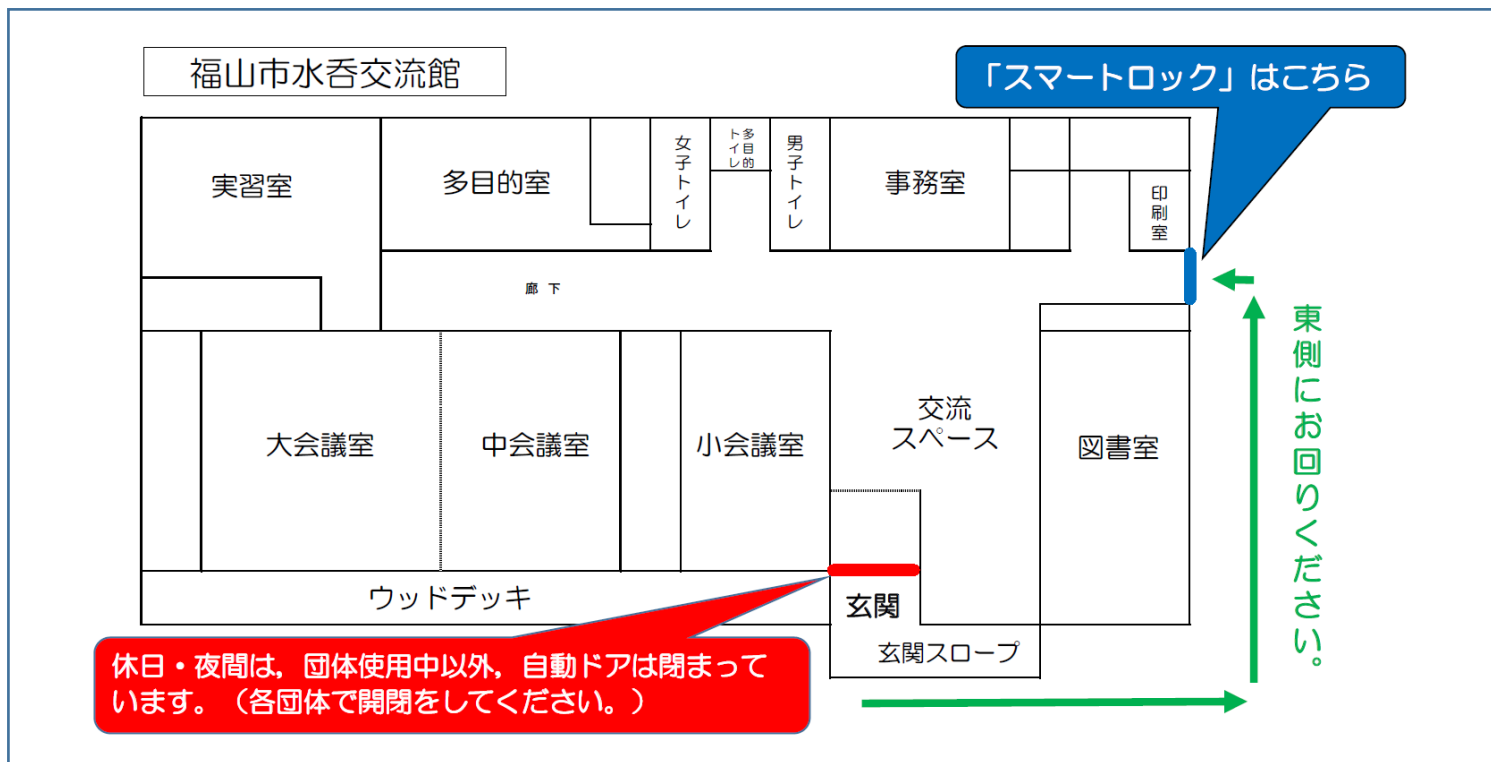 福山市水呑交流館
「スマートロック」はこちら
実習室
多目的室
女子トイレ
多目的
トイレ
男子トイレ
事務室
印刷室
廊下
大会議室
中会議室
小会議室
交流
スペース
図書室
東側にお回りください。
ウッドデッキ
玄関
玄関スロープ
休日・夜間は，団体使用中以外，自動ドアは閉まって
います。（各団体で開閉をしてください。）